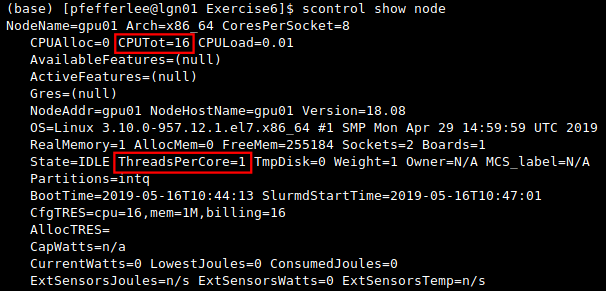 (base) [pfefferlee@lgn01 Exercise6]$ scontrol show node
NodeName=gpu01 Arch=x86_64 CoresPerSocket=8
CPUAlloc=0 CPUTot=16 CPULoad=0.01
AvailableFeatures=(null)
ActiveFeatures=(null)
Gres=(null)
NodeAddr=gpu01 NodeHostName=gpu01 Version=18.08
OS=Linux 3.10.0-957.12.1.el7.x86_64 #1 SMP Mon Apr 29 14:59:59 UTC 2019
RealMemory=1 AllocMem=0 FreeMem=255184 Sockets=2 Boards=1
State=IDLE ThreadsPerCore=1 TmpDisk=0 Weight=1 Owner=N/A MCS_label=N/A
Partitions=intq
BootTime=2019-05-16T10:44:13 SlurmdStartTime=2019-05-16T10:47:01
CfgTRES=cpu=16,mem=1M,billing=16
AllocTRES=
CapWatts=n/a
CurrentWatts=0 LowestJoules=0 ConsumedJoules=0
ExtSensorsJoules=n/s ExtSensorsWatts=0 ExtSensorsTemp=n/s